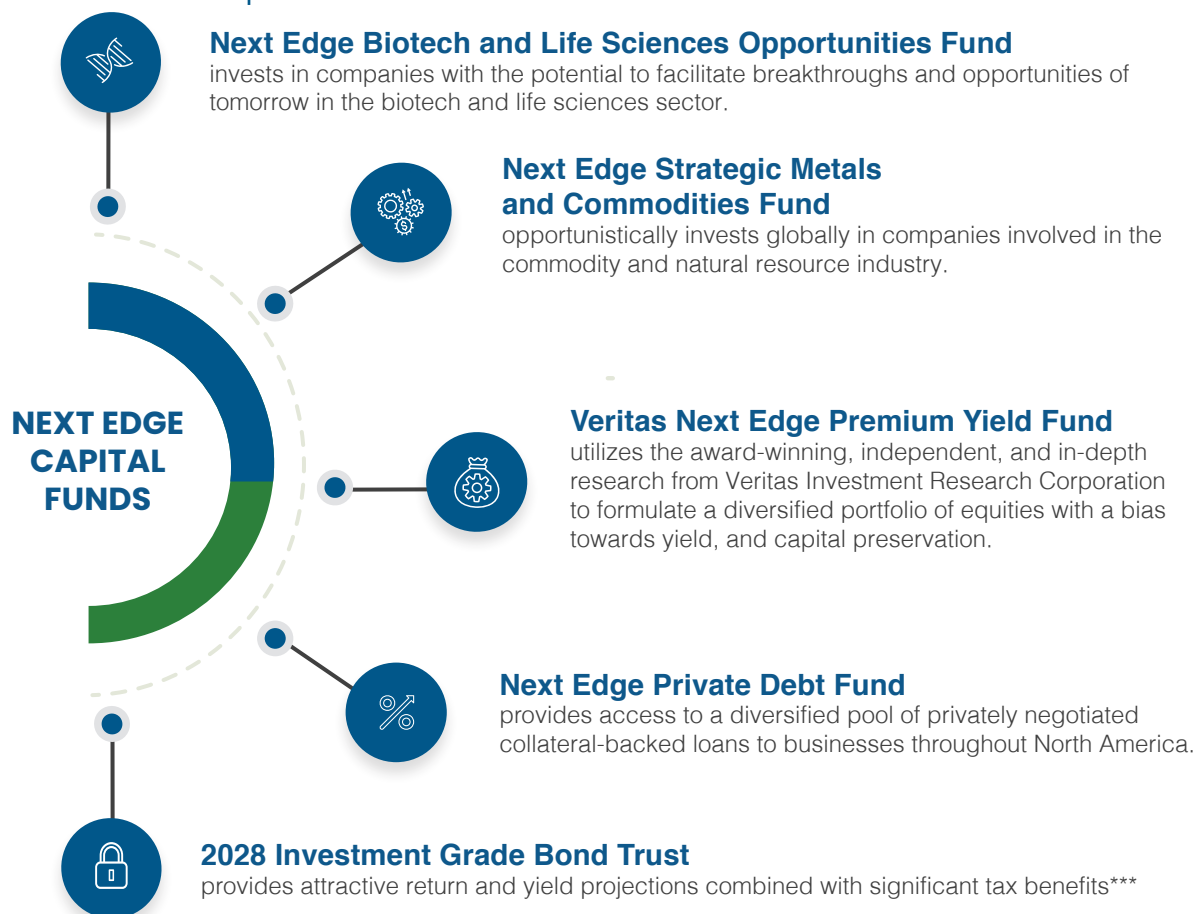 Next Edge Biotech and Life Sciences Opportunities Fund
invests in companies with the potential to facilitate breakthroughs and opportunities of
tomorrow in the biotech and life sciences sector.
Next Edge Strategic Metals
and Commodities Fund
opportunistically invests globally in companies involved in the
commodity and natural resource industry.
NEXT EDGE
CAPITAL
FUNDS
Veritas Next Edge Premium Yield Fund
utilizes the award-winning, independent, and in-depth
research from Veritas Investment Research Corporation
to formulate a diversified portfolio of equities with a bias
towards yield, and capital preservation.
Next Edge Private Debt Fund
provides access to a diversified pool of privately negotiated
collateral-backed loans to businesses throughout North America.
2028 Investment Grade Bond Trust
provides attractive return and yield projections combined with significant tax benefits***